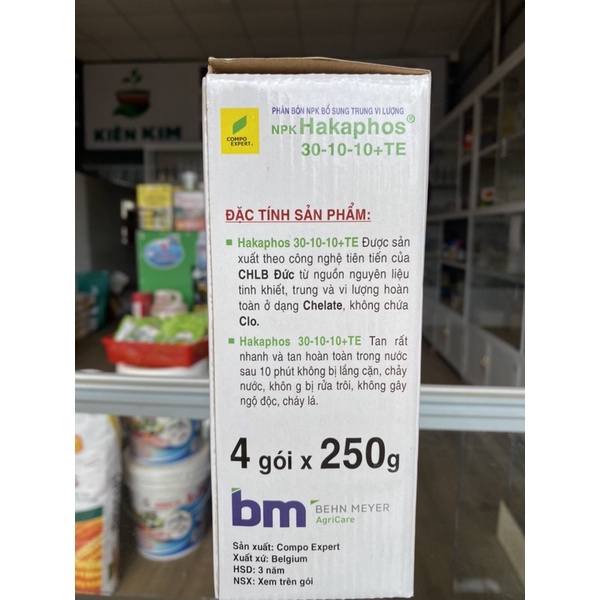 KIÊN KIM
COMPO
EXPERT.
PHÂN BÓN NPK BỔ SUNG TRUNG VI LƯỢNG
NPK Hakaphos®
30-10-10+TE
ĐẶC TÍNH SẢN PHẨM:
Hakaphos 30-10-10+TE Được sản
xuất theo công nghệ tiên tiến của
CHLB Đức từ nguồn nguyên liệu
tinh khiết, trung và vi lượng hoàn
toàn ở dạng Chelate, không chứa
Clo.
Hakaphos 30-10-10+TE Tan rất
nhanh và tan hoàn toàn trong nước
sau 10 phút không bị lắng cặn, chảy
nước, khôn g bị rửa trôi, không gây
ngộ độc, cháy lá.
4 gói x 250g
bm BEHN MEYER
AgriCare
Sản xuất: Compo Expert
Xuất xứ: Belgium
HSD: 3 năm
NSX: Xem trên gói